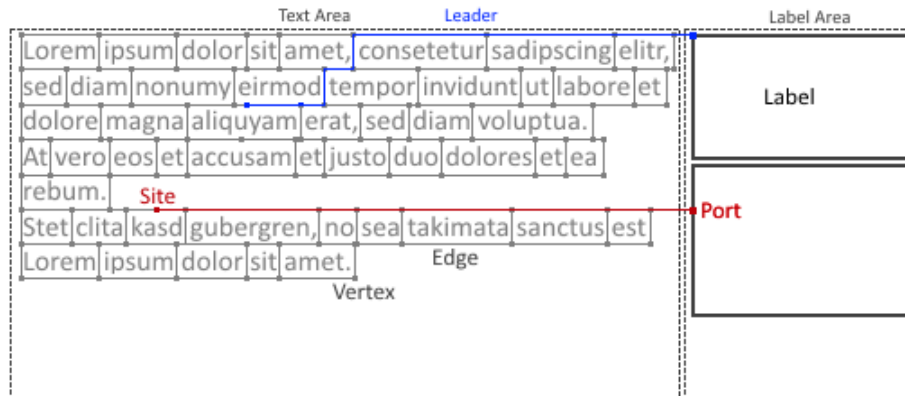 Text Area Leader Label Area
Lorem ipsum dolor sit amet, consetetur sadipscing elitr,
sed diam nonumy eirmod tempor invidunt ut labore et
Label
dolore magna aliquyam erat, sed diam voluptua.
At vero eos et accusam et justo duo dolores et ea
rebum.
Site
Port
Stet clita kasd gubergren, no sea takimata sanctus est
Edge
Lorem ipsum dolor sit amet.
Vertex